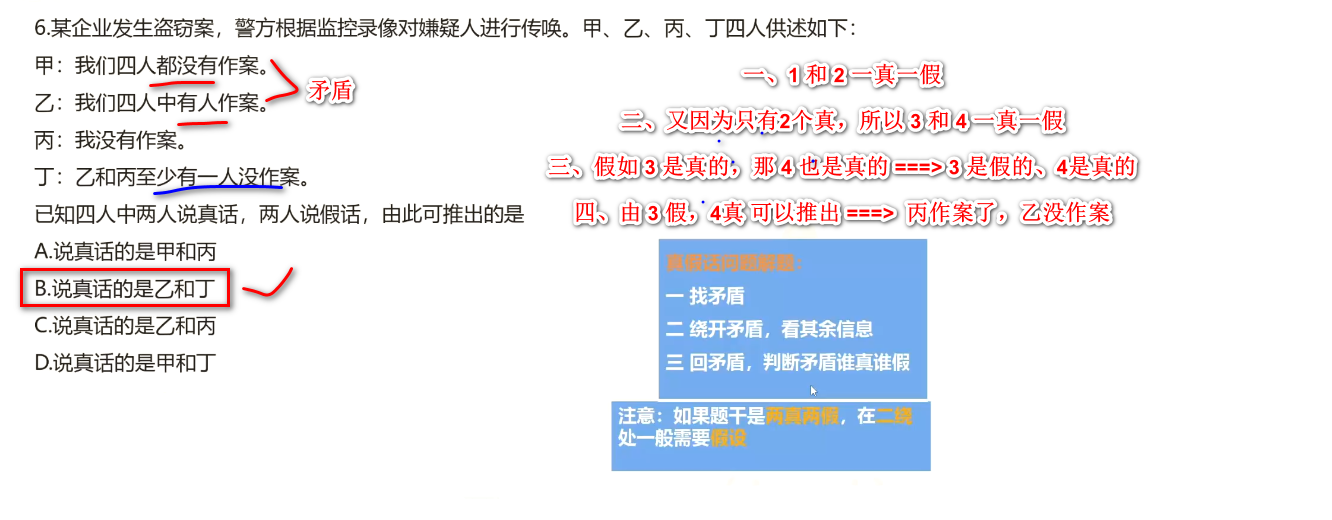 6.某企业发生盗窃案，警方根据监控录像对嫌疑人进行传唤。甲、乙、丙、丁四人供述如下：
甲：我们四人都没有作案。
乙：我们四人中有人作案。
丙：我没有作案。
丁：乙和丙至少有一人没作案。
已知四人中两人说真话，两人说假话，由此可推出的是
A.说真话的是甲和丙
B.说真话的是乙和丁
C.说真话的是乙和丙
D.说真话的是甲和丁
矛盾
一、1 和 2 一真一假
二、又因为只有2个真，所以 3 和 4 一真一假
三、假如 3 是真的，那 4 也是真的 ===> 3 是假的、4是真的
四、由 3 假，4真 可以推出 ===> 丙作案了，乙没作案
真假话问题解题：
一 找矛盾
二 绕开矛盾，看其余信息
三 回矛盾，判断矛盾谁真谁假
注意：如果题干是两真两假，在二绕
处一般需要假设